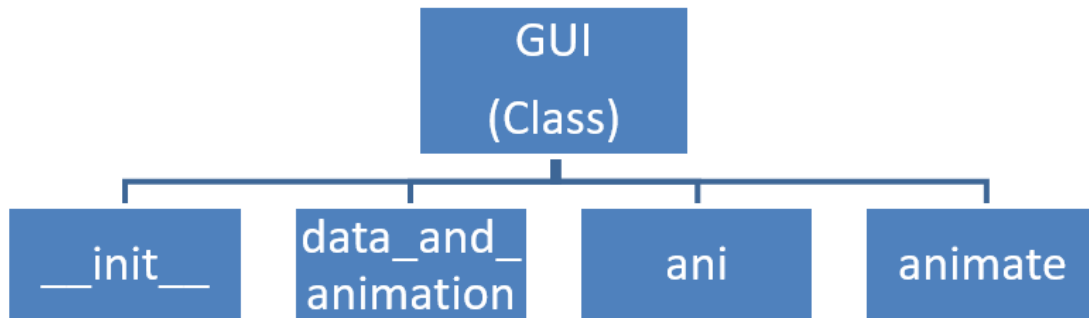 GUI
(Class)
__init__
data_and_
animation
ani
animate